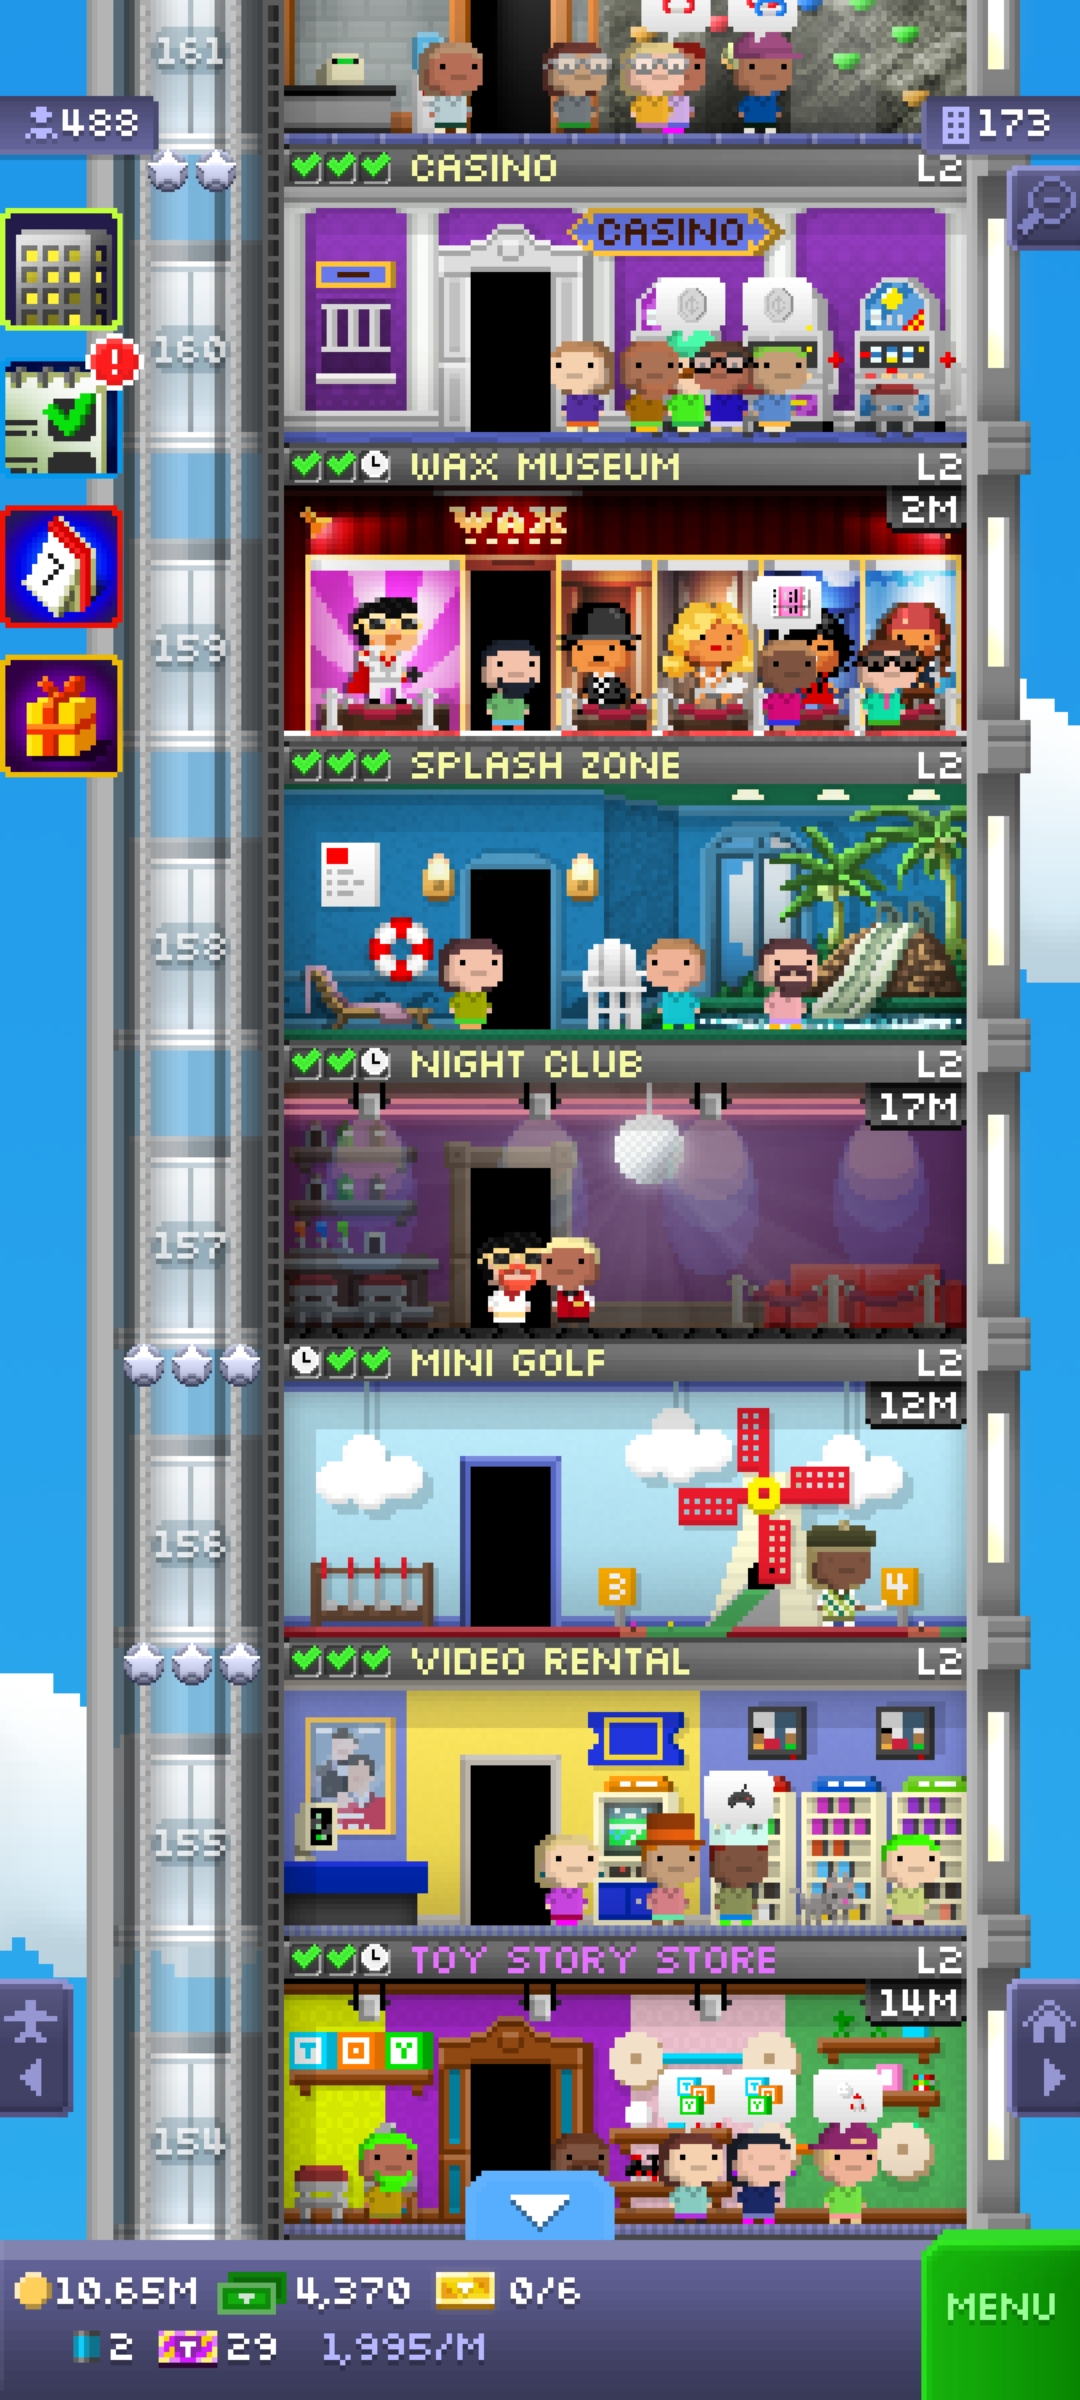 161
488
173
CASINO L2
CASINO
160
WAX MUSEUM L2
2M
WAX
7
159
SPLASH ZONE L2
158
NIGHT CLUB L2
17M
157
MINI GOLF L2
12M
156
3
4
VIDEO RENTAL L2
155
TOY STORY STORE L2
14M
T O Y
154
10.65M 4,370 0/6
MENU
2 T 29 1,995/M